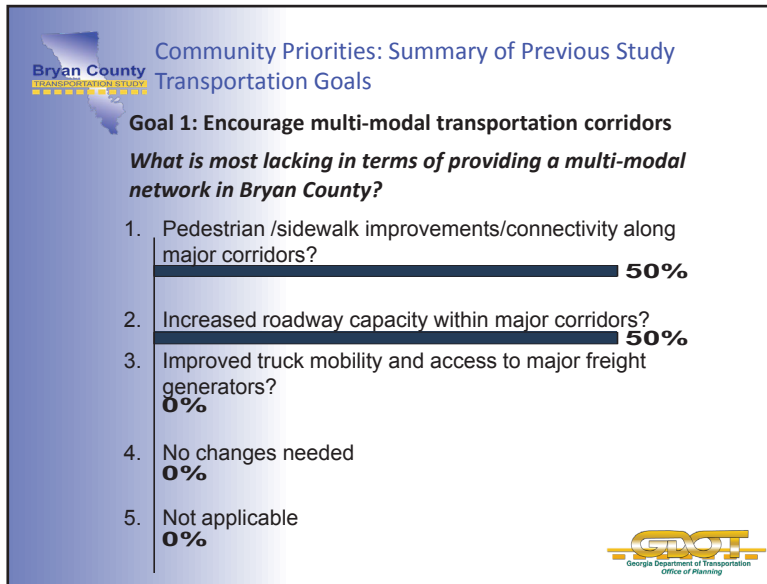 Bryan County
TRANSPORTATION STUDY
Community Priorities: Summary of Previous Study
Transportation Goals
Goal 1: Encourage multi-modal transportation corridors
What is most lacking in terms of providing a multi-modal
network in Bryan County?
1. Pedestrian /sidewalk improvements/connectivity along
major corridors?
50%
2. Increased roadway capacity within major corridors?
50%
3. Improved truck mobility and access to major freight
generators?
0%
4. No changes needed
0%
5. Not applicable
0%
GDOT
Georgia Department of Transportation
Office of Planning